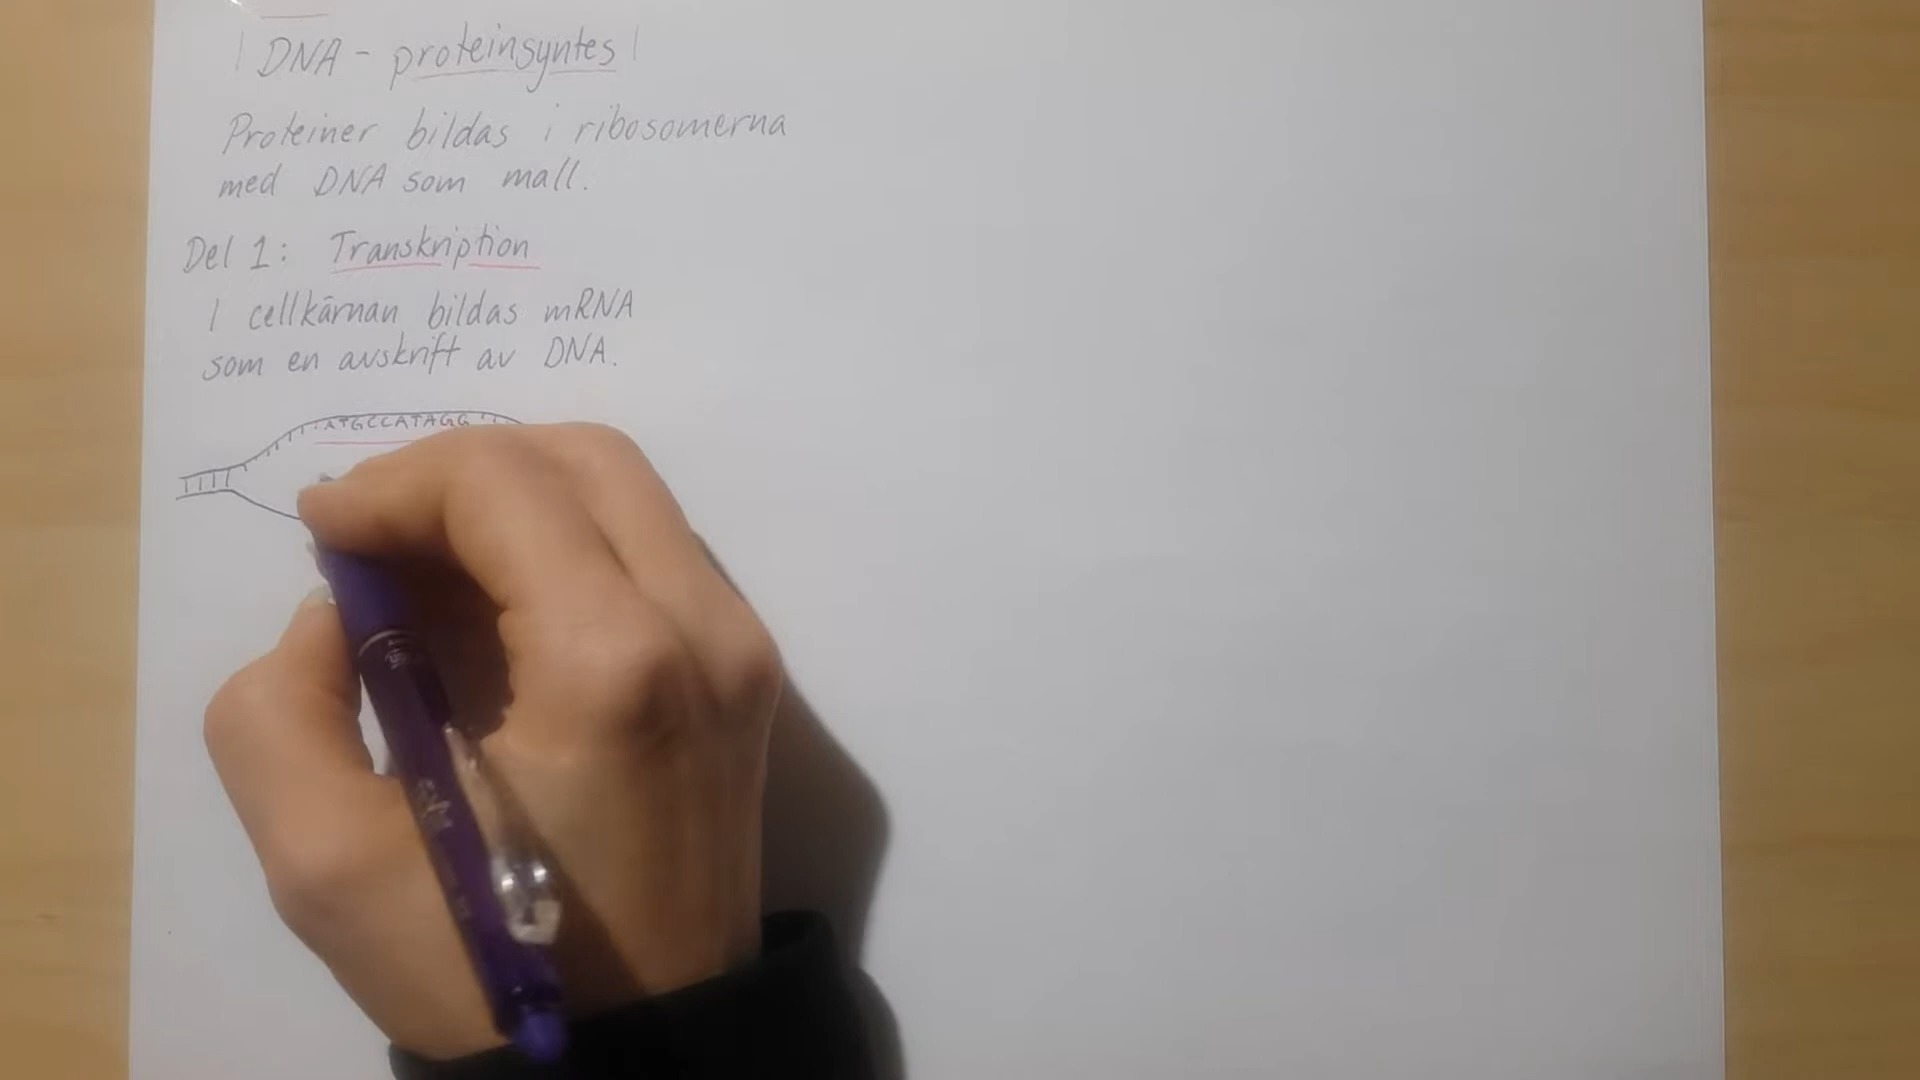 DNA - proteinsyntes
Proteiner bildas i ribosomerna
med DNA som mall.
Del 1: Transkription
I cellkärnan bildas mRNA
som en avskrift av DNA.
ATGCCATAGG